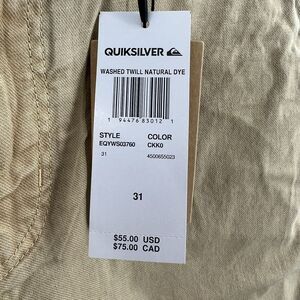 QUIKSILVER
WASHED TWILL NATURAL DYE
1 94476 83012 1
STYLE COLOR
EQYWS03760 CKK0
31 4500655023
31
$55.00 USD
$75.00 CAD